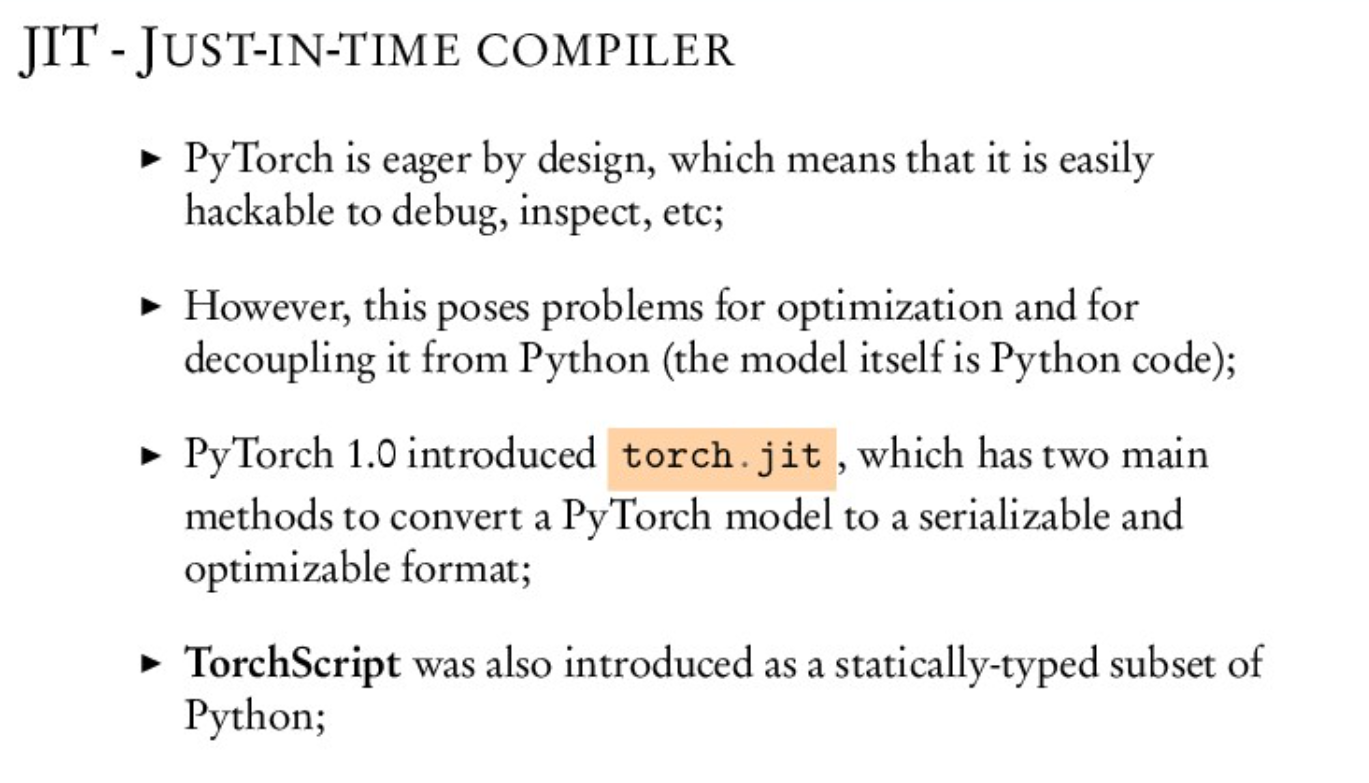 JIT - JUST-IN-TIME COMPILER
▶ PyTorch is eager by design, which means that it is easily
hackable to debug, inspect, etc;
▶ However, this poses problems for optimization and for
decoupling it from Python (the model itself is Python code);
▶ PyTorch 1.0 introduced torch.jit, which has two main
methods to convert a PyTorch model to a serializable and
optimizable format;
▶ TorchScript was also introduced as a statically-typed subset of
Python;